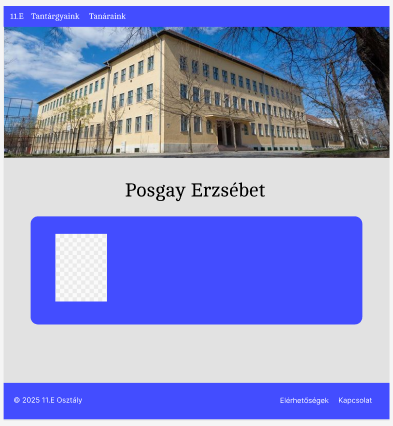 11.E Tantárgyaink Tanáraink
Posgay Erzsébet
© 2025 11.E Osztály Elérhetőségek Kapcsolat